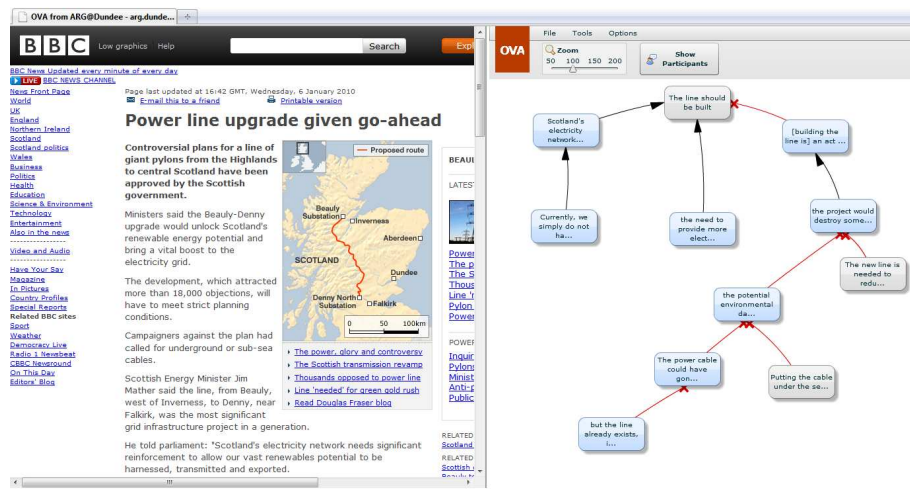 OVA from ARG@Dundee - arg.dunde...
BBC
Low graphics Help
Search
Expl
BBC News Updated every minute of every day
LIVE BBC NEWS CHANNEL
News Front Page
World
UK
England
Northern Ireland
Scotland
Scotland politics
Wales
Business
Politics
Health
Education
Science & Environment
Technology
Entertainment
Also in the news
Video and Audio
Have Your Say
Magazine
In Pictures
Country Profiles
Special Reports
Related BBC sites
Sport
Weather
Democracy Live
Radio 1 Newsbeat
CBBC Newsround
On This Day
Editors' Blog
Page last updated at 16:42 GMT, Wednesday, 6 January 2010
E-mail this to a friend
Printable version
Power line upgrade given go-ahead
Controversial plans for a line of
giant pylons from the Highlands
to central Scotland have been
approved by the Scottish
government.
Ministers said the Beauly-Denny
upgrade would unlock Scotland's
renewable energy potential and
bring a vital boost to the
electricity grid.
The development, which attracted
more than 18,000 objections, will
have to meet strict planning
conditions.
Campaigners against the plan had
called for underground or sub-sea
cables.
Scottish Energy Minister Jim
Mather said the line, from Beauly,
west of Inverness, to Denny, near
Falkirk, was the most significant
grid infrastructure project in a generation.
He told parliament: "Scotland's electricity network needs significant
reinforcement to allow our vast renewables potential to be
harnessed, transmitted and exported.
Proposed route
Beauly
Substation
Inverness
Aberdeen
SCOTLAND
Dundee
Denny North
Substation
Falkirk
0 50 100km
The power, glory and controversy
The Scottish transmission revamp
Thousands opposed to power line
Line 'needed' for green gold rush
Read Douglas Fraser blog
BEAUL
LATES
Power
The p
The S
Thous
Line '
Pylon
Power
POWER
Inquir
Pylons
Minist
Anti-p
Public
RELATED
Scotland
RELATED
Scottish
OVA
File Tools Options
Zoom
50 100 150 200
Show
Participants
The line should
be built
Scotland's
electricity
network...
[building the
line is] an act ...
Currently, we
simply do not
ha...
the need to
provide more
elect...
the project would
destroy some...
The new line is
needed to
redu...
the potential
environmental
da...
The power cable
could have
gon...
Putting the cable
under the se...
but the line
already exists,
i...